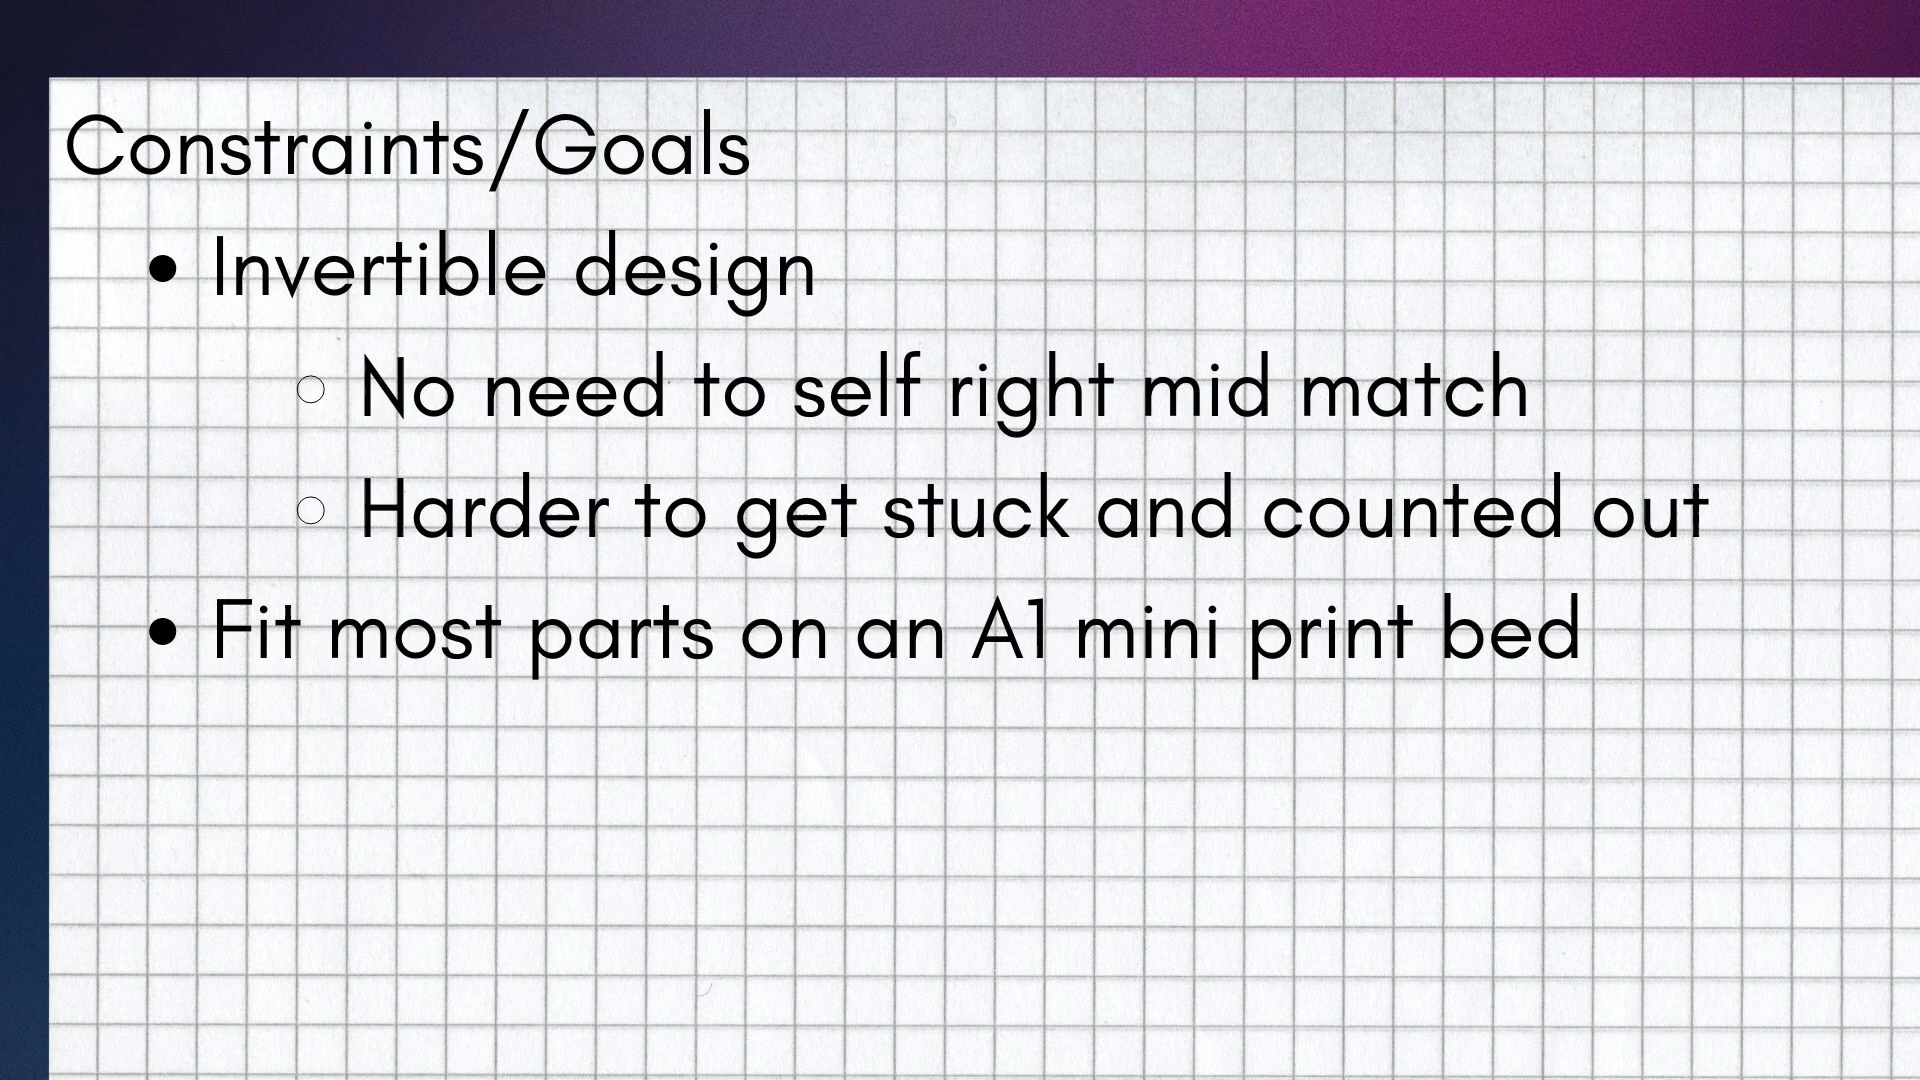 Constraints/Goals
• Invertible design
○ No need to self right mid match
○ Harder to get stuck and counted out
• Fit most parts on an A1 mini print bed